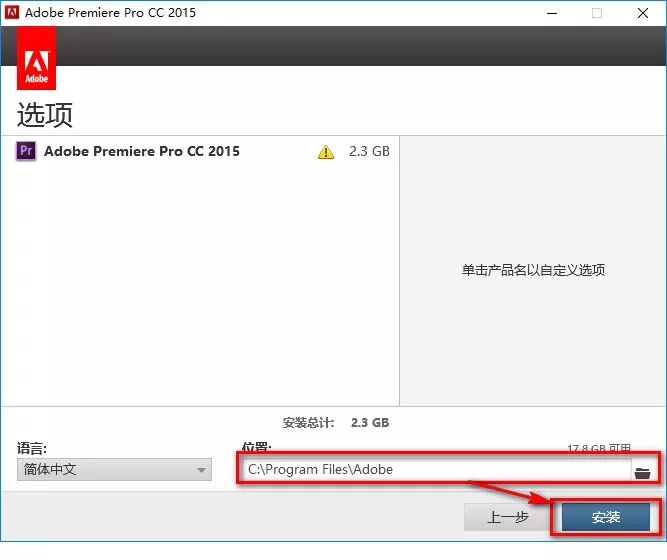 Adobe Premiere Pro CC 2015
Adobe
选项
Pr Adobe Premiere Pro CC 2015 2.3 GB
单击产品名以自定义选项
安装总计: 2.3 GB
语言: 位置: 17.8 GB 可用
简体中文 C:\Program Files\Adobe
上一步 安装